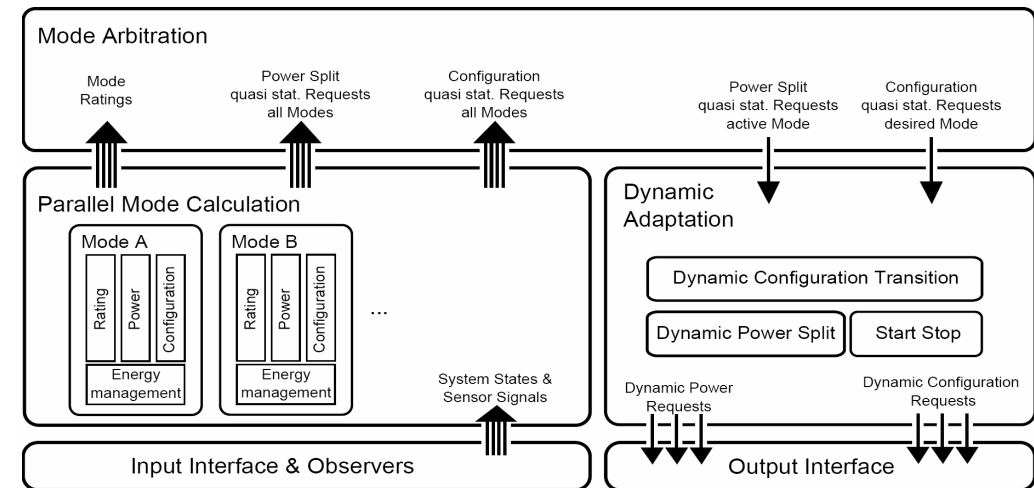 Mode Arbitration
Mode
Ratings
Power Split
quasi stat. Requests
all Modes
Configuration
quasi stat. Requests
all Modes
Power Split
quasi stat. Requests
active Mode
Configuration
quasi stat. Requests
desired Mode
Parallel Mode Calculation
Mode A
Rating
Power
Configuration
Energy
management
Mode B
Rating
Power
Configuration
Energy
management
...
System States &
Sensor Signals
Dynamic
Adaptation
Dynamic Configuration Transition
Dynamic Power Split
Start Stop
Dynamic Power
Requests
Dynamic Configuration
Requests
Input Interface & Observers
Output Interface